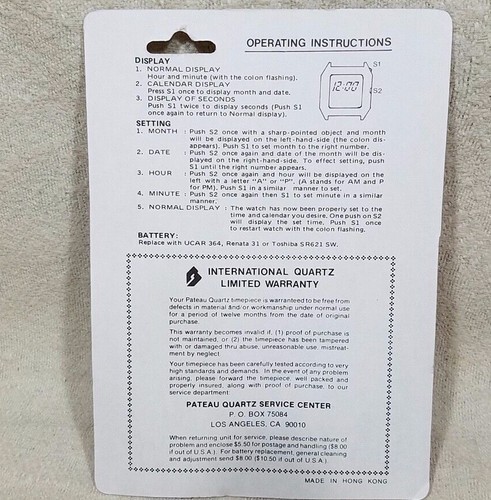 OPERATING INSTRUCTIONS
DISPLAY
1. NORMAL DISPLAY
Hour and minute (with the colon flashing).
2. CALENDAR DISPLAY
Press S1 once to display month and date.
3. DISPLAY OF SECONDS
Push S1 twice to display seconds (Push S1
once again to return to Normal display).
12:00
S1
S2
SETTING
1. MONTH : Push S2 once with a sharp-pointed object and month
will be displayed on the left-hand-side (the colon dis-
appears). Push S1 to set month to the right number.
2. DATE : Push S2 once again and date of the month will be dis-
played on the right-hand-side. To effect setting, push
S1 until the right number appears.
3. HOUR : Push S2 once again and hour will be displayed on the
left with a letter "A" or "P". (A stands for AM and P
for PM). Push S1 in a similar manner to set.
4. MINUTE : Push S2 once again then S1 to set minute in a similar
manner.
5. NORMAL DISPLAY : The watch has now been properly set to the
time and calendar you desire. One push on S2
will display the set time. Push S1 once
to restart watch with the colon flashing.
BATTERY:
Replace with UCAR 364, Renata 31 or Toshiba SR621 SW.
INTERNATIONAL QUARTZ
LIMITED WARRANTY
Your Pateau Quartz timepiece is warranteed to be free from
defects in material and/or workmanship under normal use
for a period of twelve months from the date of original
purchase.
This warranty becomes invalid if, (1) proof of purchase is
not maintained, or (2) the timepiece has been tampered
with or damaged thru abuse, unreasonable use, mistreat-
ment by neglect.
Your timepiece has been carefully tested according to very
high standards and demands. In the event of any problem
arising, please forward the timepiece, well packed and
properly insured, along with proof of purchase, to our
service department:
PATEAU QUARTZ SERVICE CENTER
P. O. BOX 75084
LOS ANGELES, CA 90010
When returning unit for service, please describe nature of
problem and enclose $5.50 for postage and handling ($8.00
if out of U.S.A.). For battery replacement, general cleaning
and adjustment send $8.00 ($10.50 if out of U.S.A.)
MADE IN HONG KONG